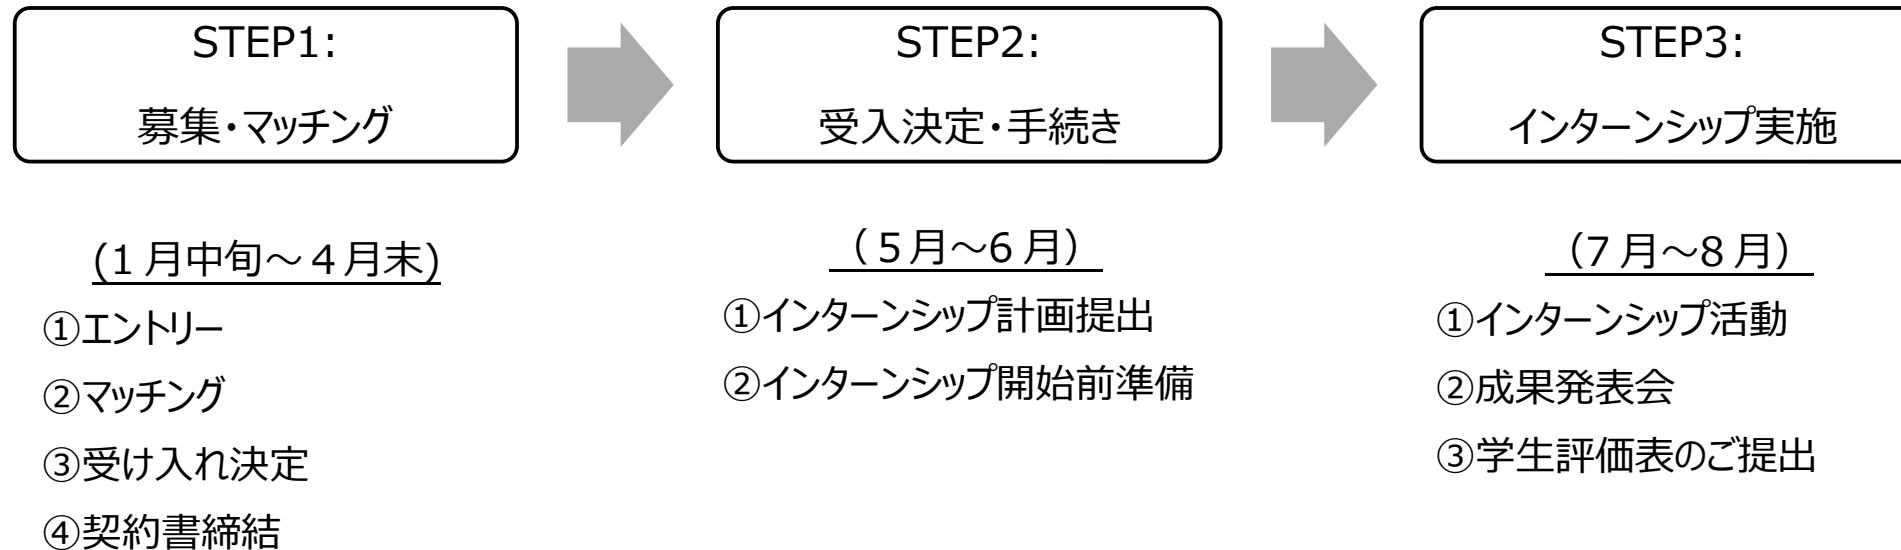 STEP1:
募集・マッチング
(1月中旬～４月末)
①エントリー
②マッチング
③受け入れ決定
④契約書締結
STEP2:
受入決定・手続き
（５月～6月）
①インターンシップ計画提出
②インターンシップ開始前準備
STEP3:
インターンシップ実施
（7月～8月）
①インターンシップ活動
②成果発表会
③学生評価表のご提出